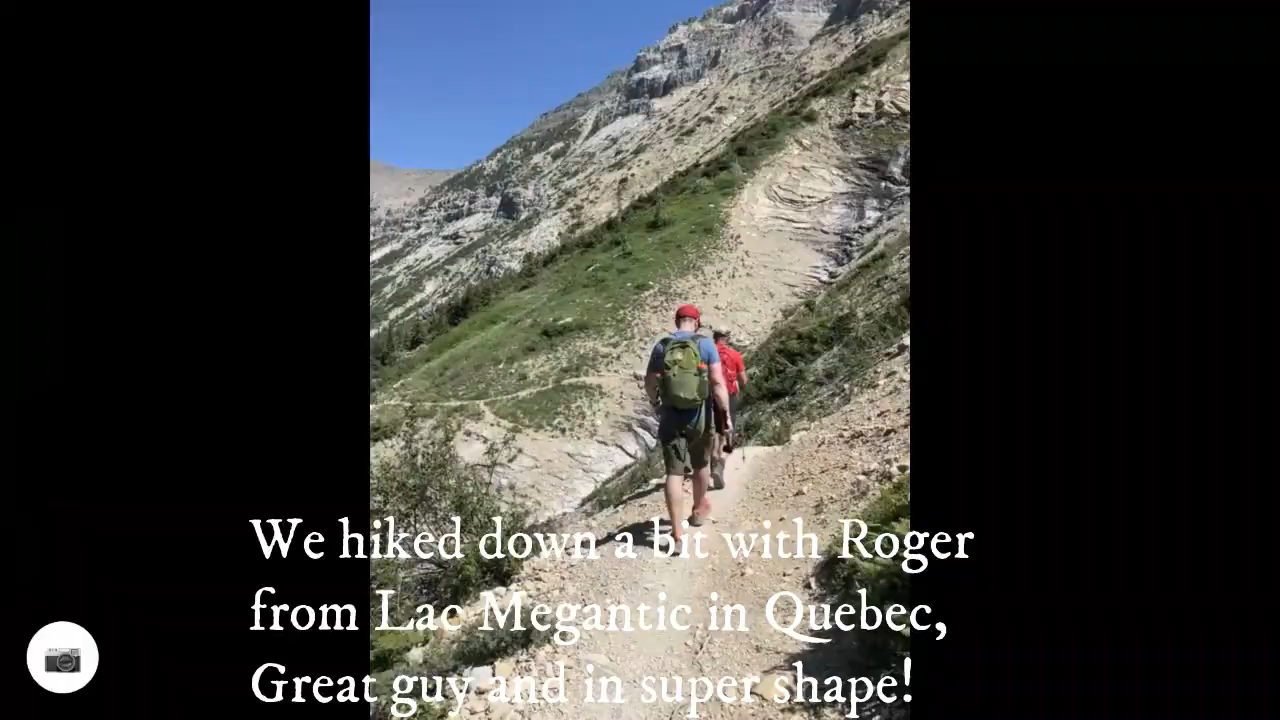 We hiked down a bit with Roger
from Lac Megantic in Quebec,
Great guy and in super shape!